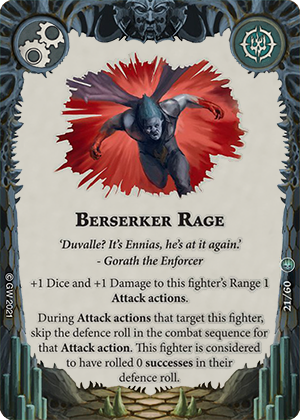 BERSERKER RAGE
'Duvalle? It's Ennias, he's at it again.'
- Gorath the Enforcer
+1 Dice and +1 Damage to this fighter's Range 1
Attack actions.
During Attack actions that target this fighter,
skip the defence roll in the combat sequence for
that Attack action. This fighter is considered
to have rolled 0 successes in their
defence roll.
© GW 2021
21/60